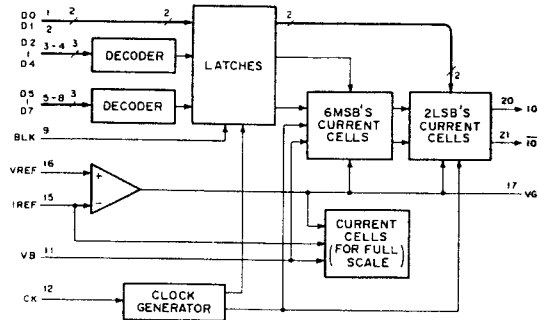 D0 1 2 2 2
D1 2
D2 3-4 3 DECODER
D4
LATCHES
D5 5-8 3 DECODER
D7
2
BLK 9
6MSB'S
CURRENT
CELLS
2LSB'S
CURRENT
CELLS
20 IO
21 IO
VREF 16 +
IREF 15 -
17 VG
CURRENT
CELLS
(FOR FULL
SCALE)
VB 11
CK 12
CLOCK
GENERATOR